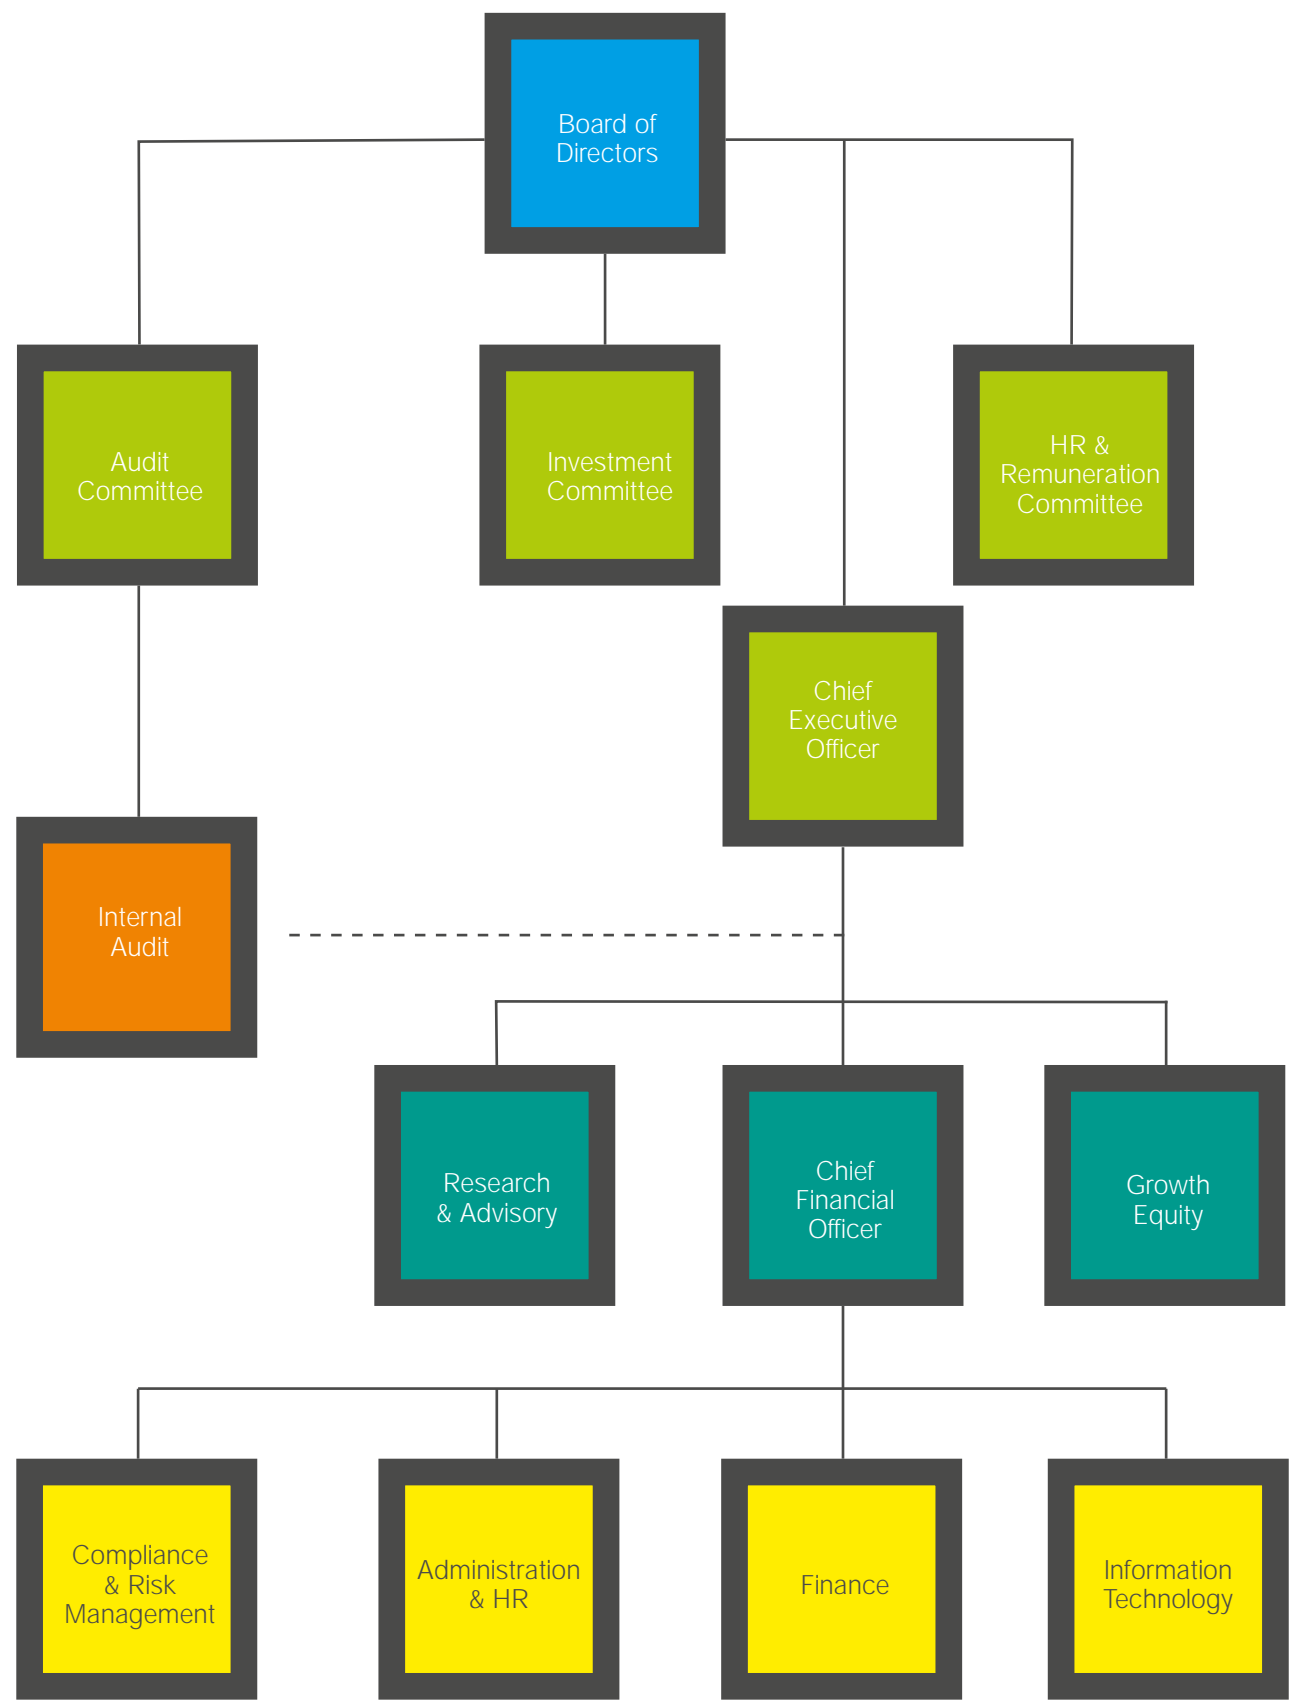 Board of
Directors
Audit
Committee
Investment
Committee
HR &
Remuneration
Committee
Chief
Executive
Officer
Internal
Audit
Research
& Advisory
Chief
Financial
Officer
Growth
Equity
Compliance
& Risk
Management
Administration
& HR
Finance
Information
Technology